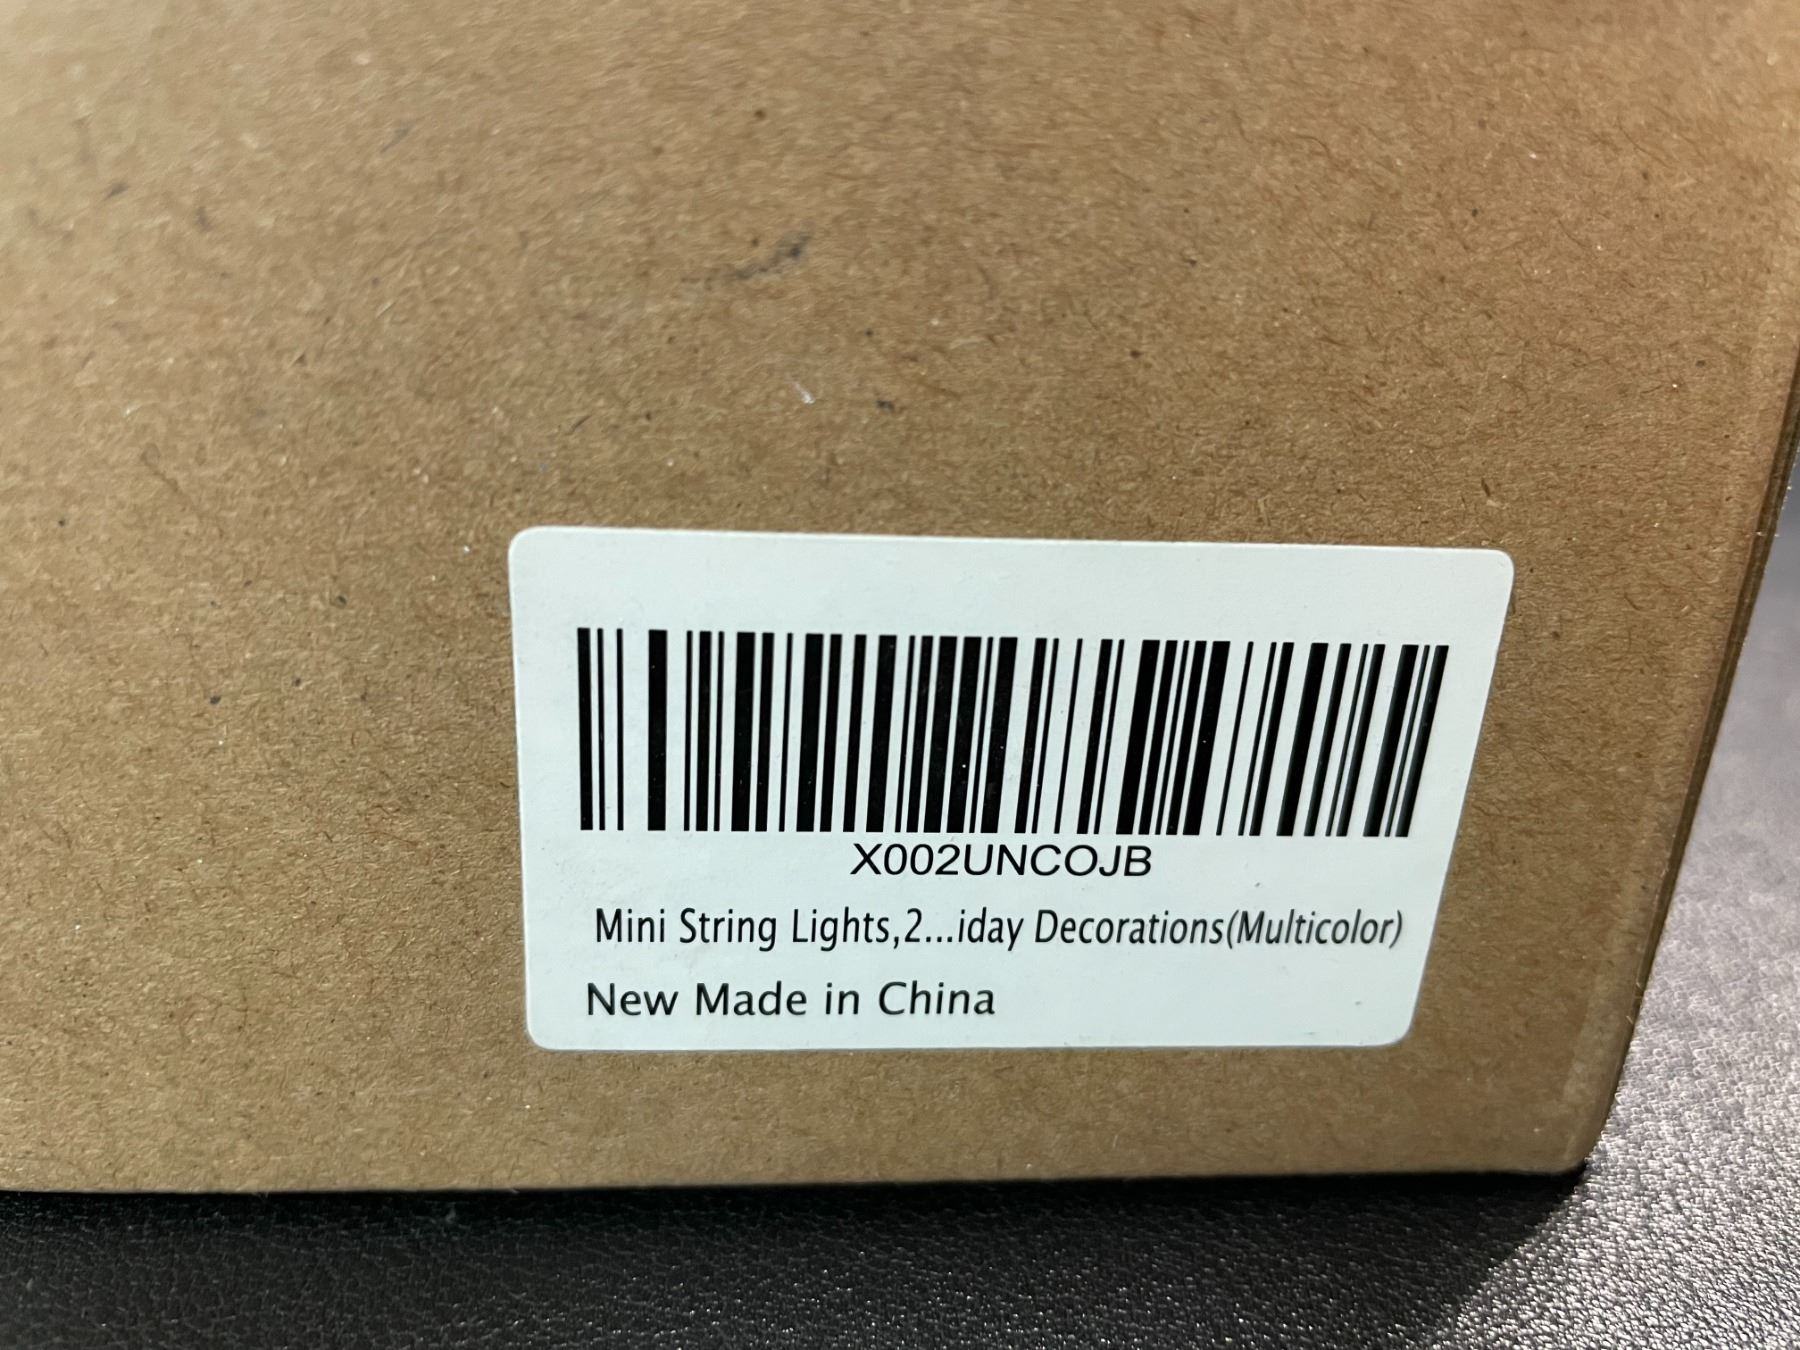 X002UNCOJB
Mini String Lights,2...iday Decorations(Multicolor)
New Made in China